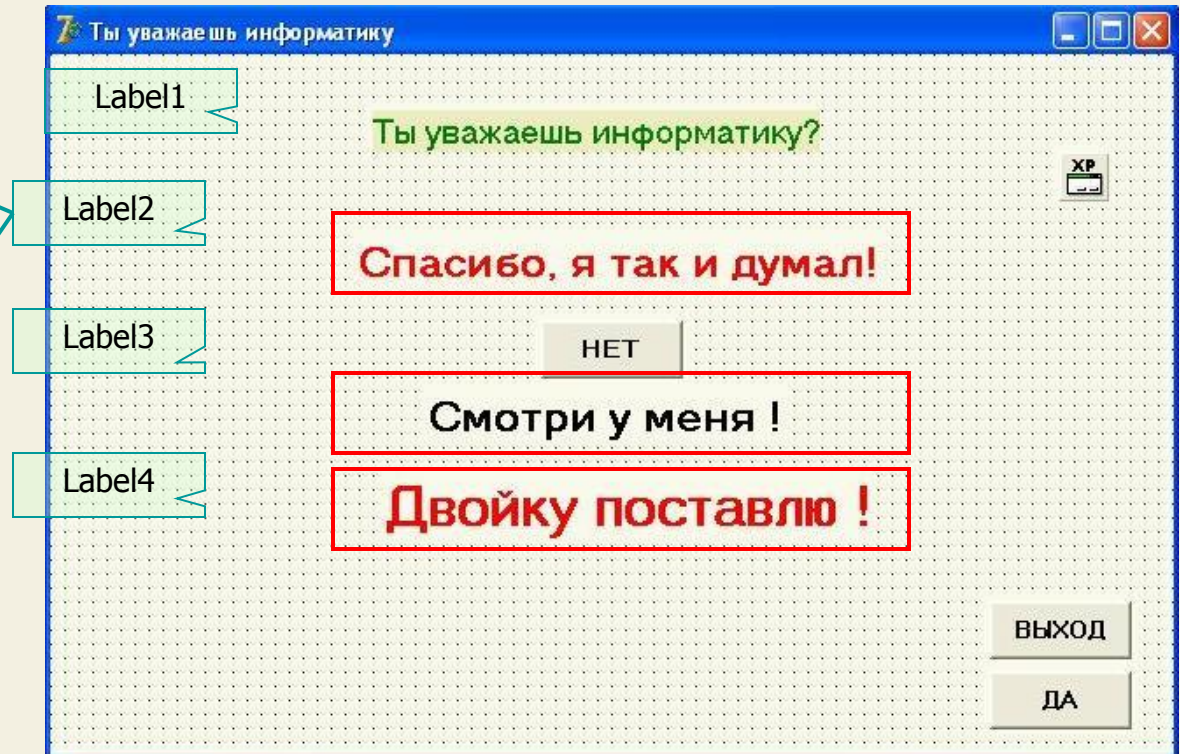 Ты уважаешь информатику
Label1
Ты уважаешь информатику?
XP
Label2
Спасибо, я так и думал!
Label3
НЕТ
Смотри у меня !
Label4
Двойку поставлю !
ВЫХОД
ДА